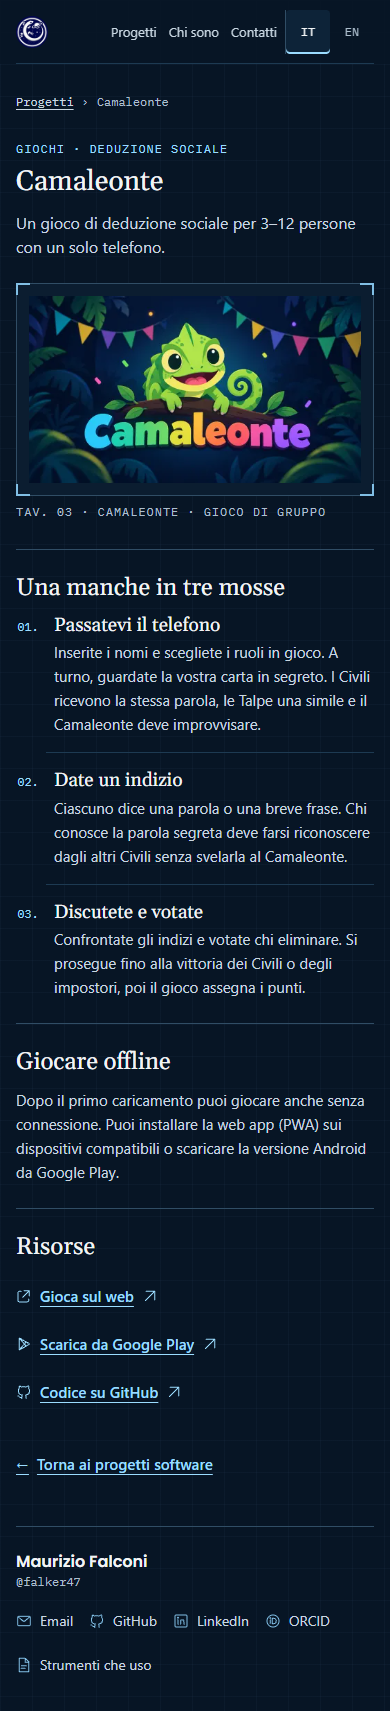 Progetti Chi sono Contatti IT EN
Progetti › Camaleonte
GIOCHI · DEDUZIONE SOCIALE
Camaleonte
Un gioco di deduzione sociale per 3–12 persone
con un solo telefono.
Camaleonte
TAV. 03 · CAMALEONTE · GIOCO DI GRUPPO
Una manche in tre mosse
01. Passatevi il telefono
Inserite i nomi e scegliete i ruoli in gioco. A
turno, guardate la vostra carta in segreto. I Civili
ricevono la stessa parola, le Talpe una simile e il
Camaleonte deve improvvisare.
02. Date un indizio
Ciascuno dice una parola o una breve frase. Chi
conosce la parola segreta deve farsi riconoscere
dagli altri Civili senza svelarla al Camaleonte.
03. Discutete e votate
Confrontate gli indizi e votate chi eliminare. Si
prosegue fino alla vittoria dei Civili o degli
impostori, poi il gioco assegna i punti.
Giocare offline
Dopo il primo caricamento puoi giocare anche senza
connessione. Puoi installare la web app (PWA) sui
dispositivi compatibili o scaricare la versione Android
da Google Play.
Risorse
Gioca sul web ↗
Scarica da Google Play ↗
Codice su GitHub ↗
← Torna ai progetti software
Maurizio Falconi
@falker47
Email GitHub LinkedIn ORCID
Strumenti che uso